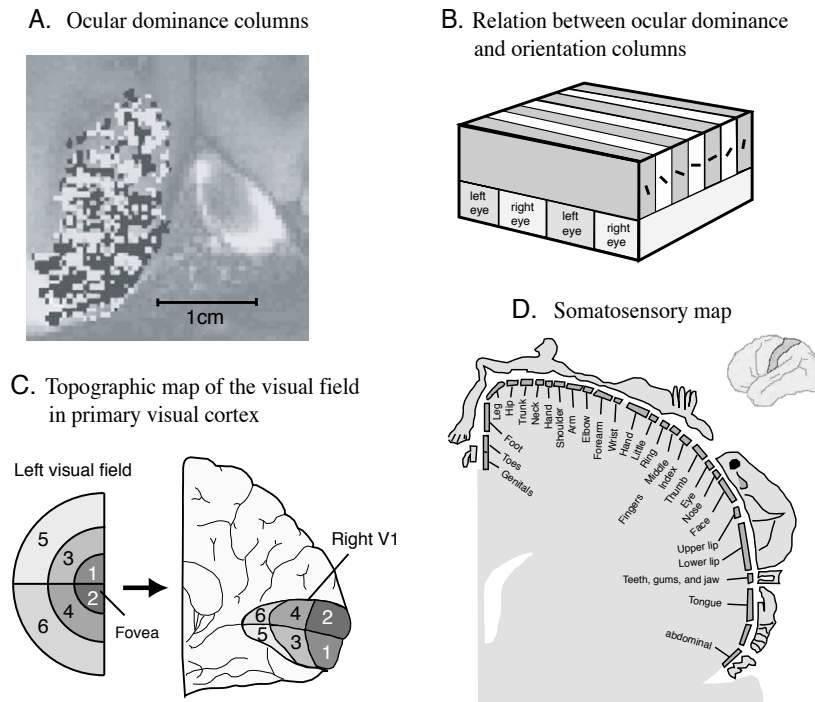 A. Ocular dominance columns
1cm
B. Relation between ocular dominance
and orientation columns
left
eye
right
eye
left
eye
right
eye
C. Topographic map of the visual field
in primary visual cortex
Left visual field
5
3
1
2
4
6
Fovea
Right V1
6
4
2
5
3
1
D. Somatosensory map
Leg
Hip
Trunk
Neck
Hand
Shoulder
Arm
Elbow
Forearm
Wrist
Hand
Little
Ring
Middle
Index
Thumb
Fingers
Eye
Nose
Face
Upper lip
Lower lip
Teeth, gums, and jaw
Tongue
abdominal
Foot
Toes
Genitals